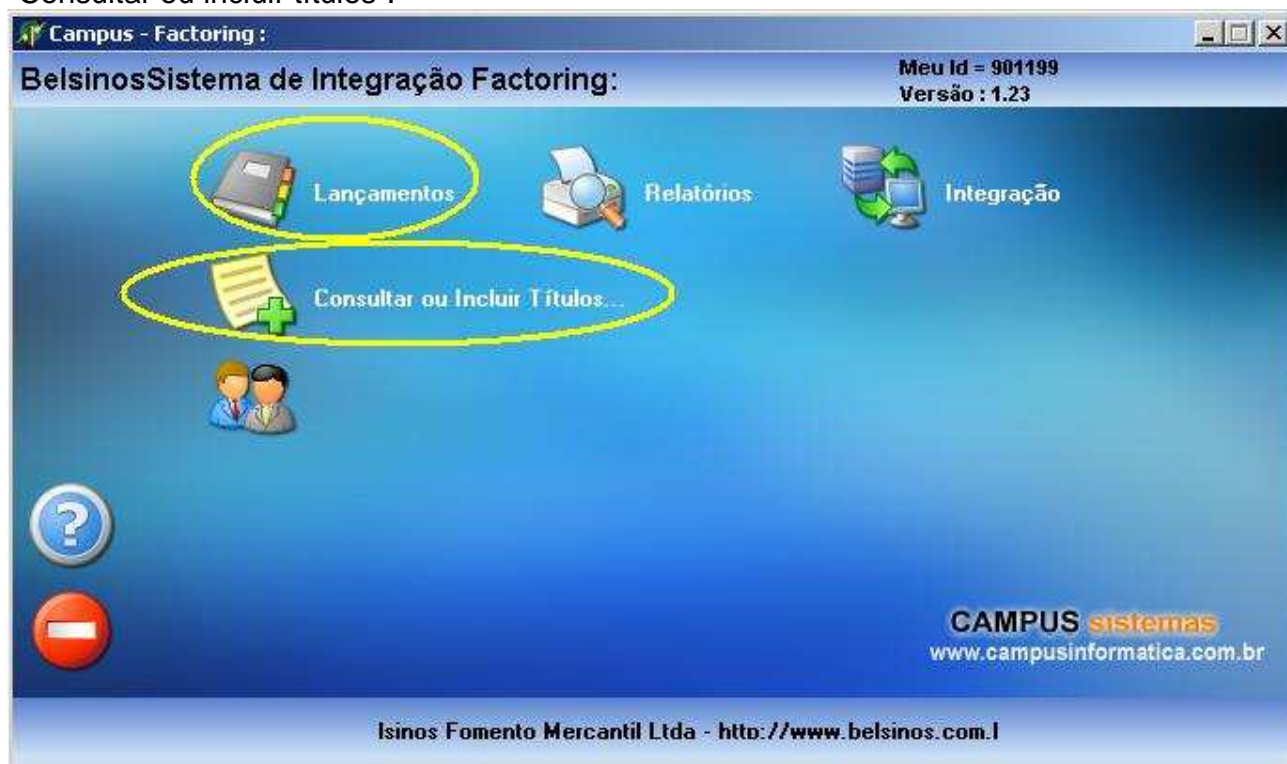 Consultar ou incluir títulos".
Campus - Factoring :
BelsinosSistema de Integração Factoring:
Meu Id = 901199
Versão : 1.23
Lançamentos
Relatórios
Integração
Consultar ou Incluir Títulos...
?
CAMPUS sistemas
www.campusinformatica.com.br
lsinos Fomento Mercantil Ltda - http://www.belsinos.com.l